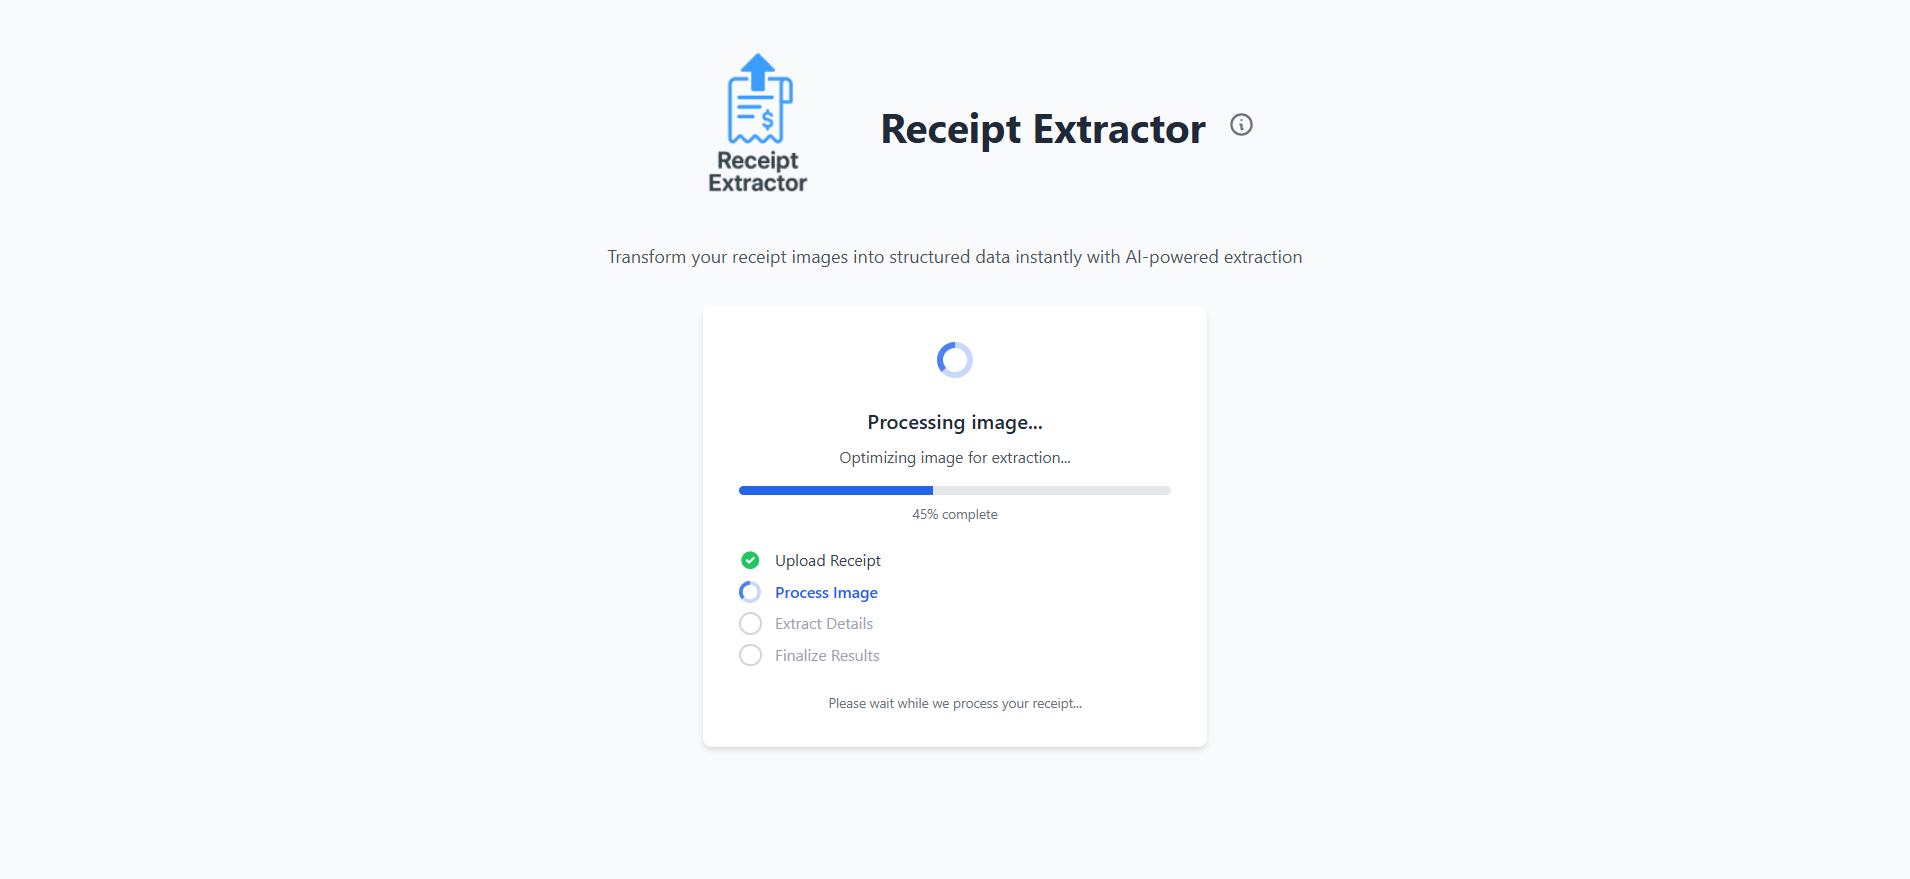 Receipt
Extractor
Receipt Extractor
Transform your receipt images into structured data instantly with AI-powered extraction
Processing image...
Optimizing image for extraction...
45% complete
Upload Receipt
Process Image
Extract Details
Finalize Results
Please wait while we process your receipt...